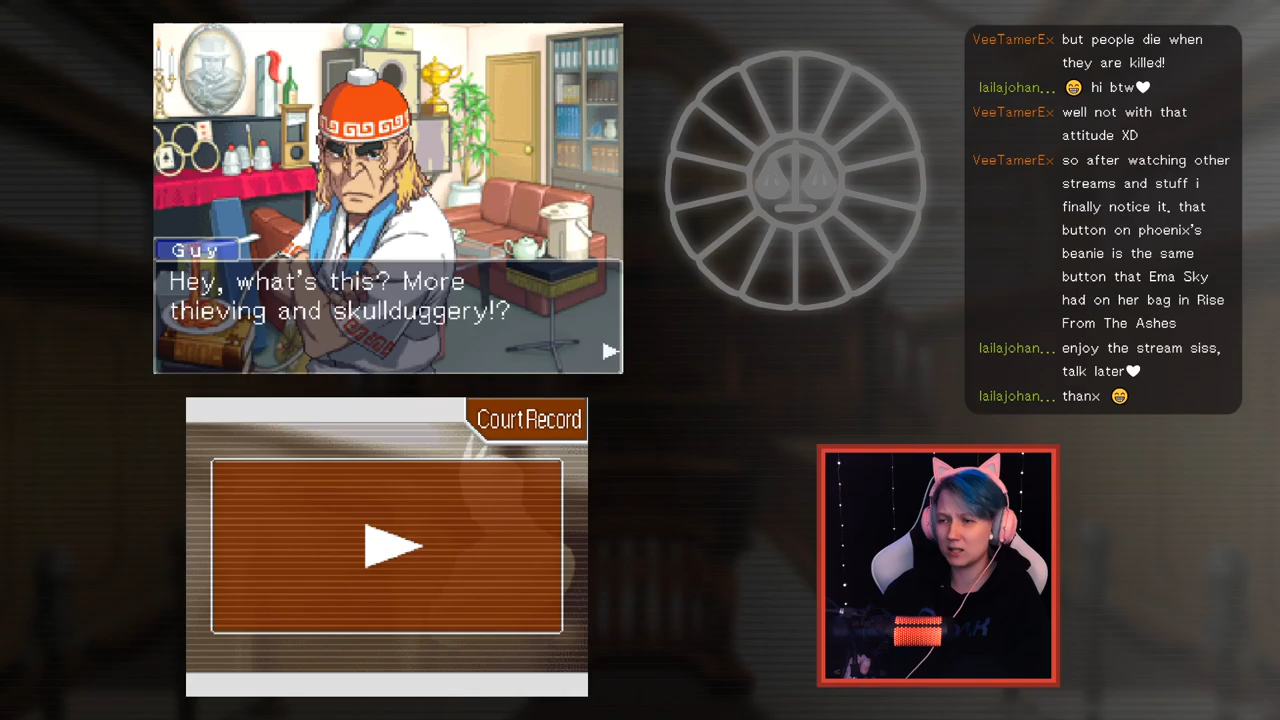 Guy
Hey, what's this? More
thieving and skullduggery!?
CourtRecord
VeeTamerEx but people die when
they are killed!
lailajohan... 😁 hi btw🤍
VeeTamerEx well not with that
attitude XD
VeeTamerEx so after watching other
streams and stuff i
finally notice it. that
button on phoenix's
beanie is the same
button that Ema Sky
had on her bag in Rise
From The Ashes
lailajohan... enjoy the stream siss,
talk later🤍
lailajohan... thanx 😁